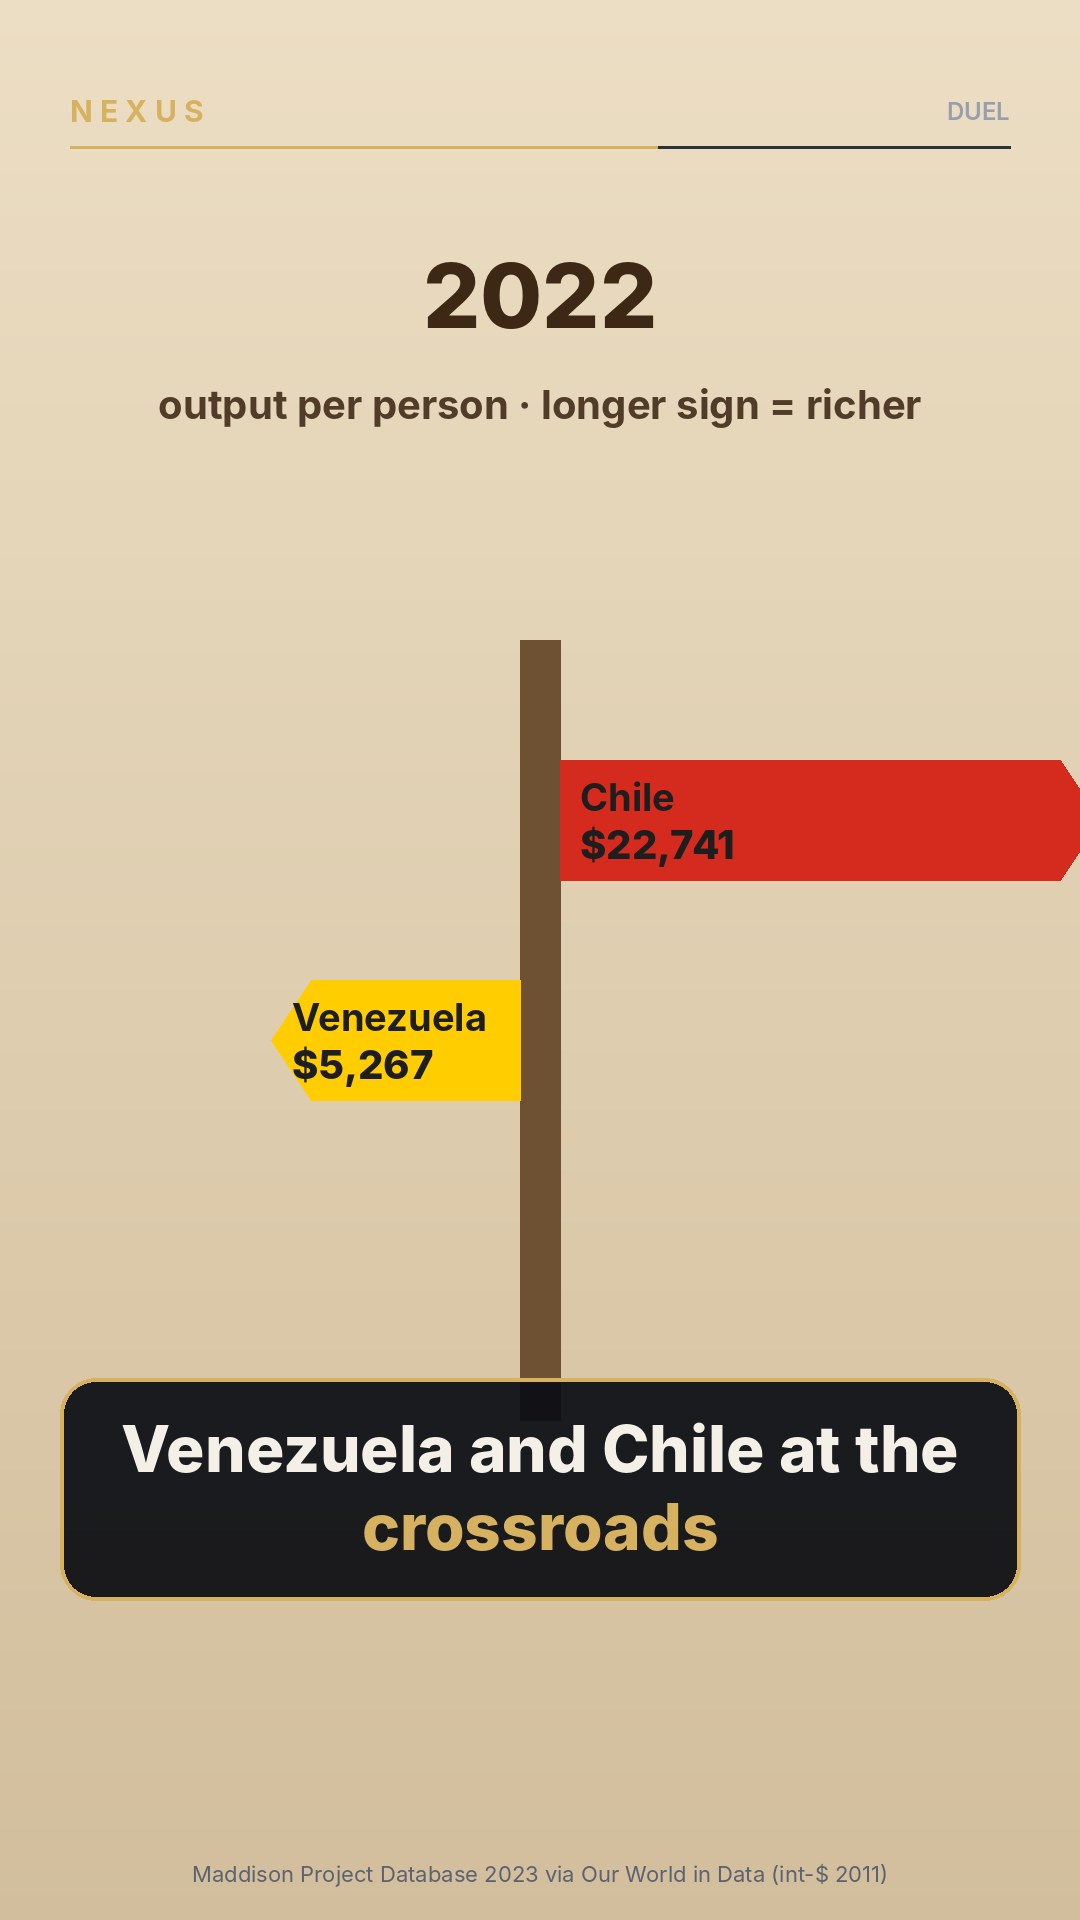 NEXUS
DUEL
2022
output per person · longer sign = richer
Chile
$22,741
Venezuela
$5,267
Venezuela and Chile at the
crossroads
Maddison Project Database 2023 via Our World in Data (int-$ 2011)